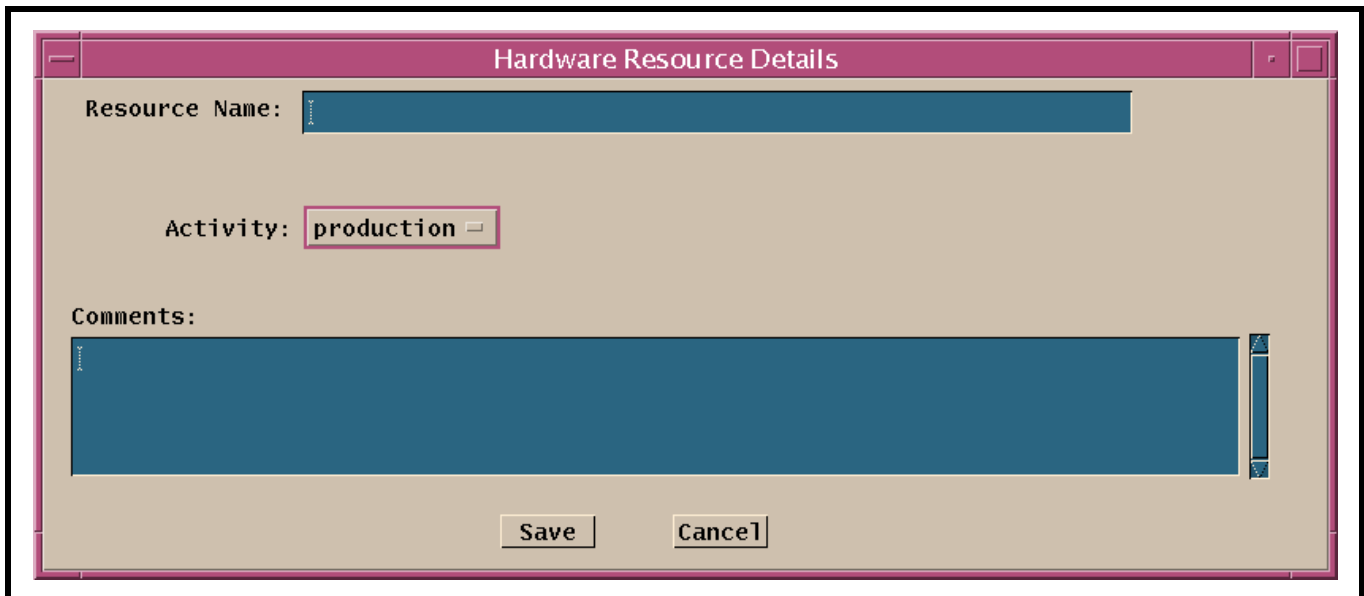 Hardware Resource Details
Resource Name:
Activity: production
Comments:
Save Cancel